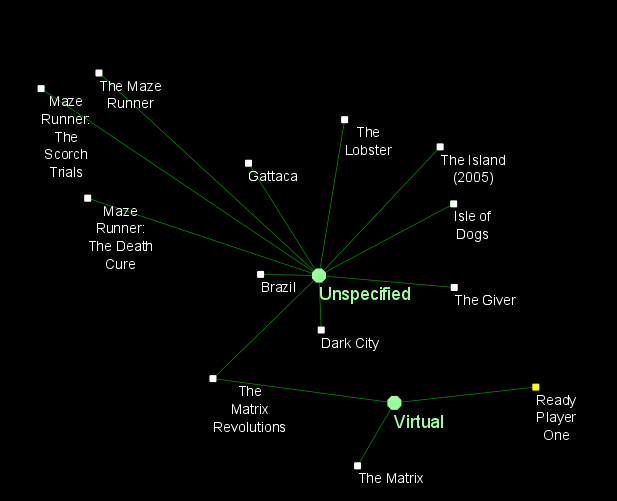 The Maze
Runner
Maze
Runner:
The
Scorch
Trials
The
Lobster
The Island
(2005)
Gattaca
Maze
Runner:
The Death
Cure
Isle of
Dogs
Brazil
Unspecified
The Giver
Dark City
The
Matrix
Revolutions
Virtual
Ready
Player
One
The Matrix